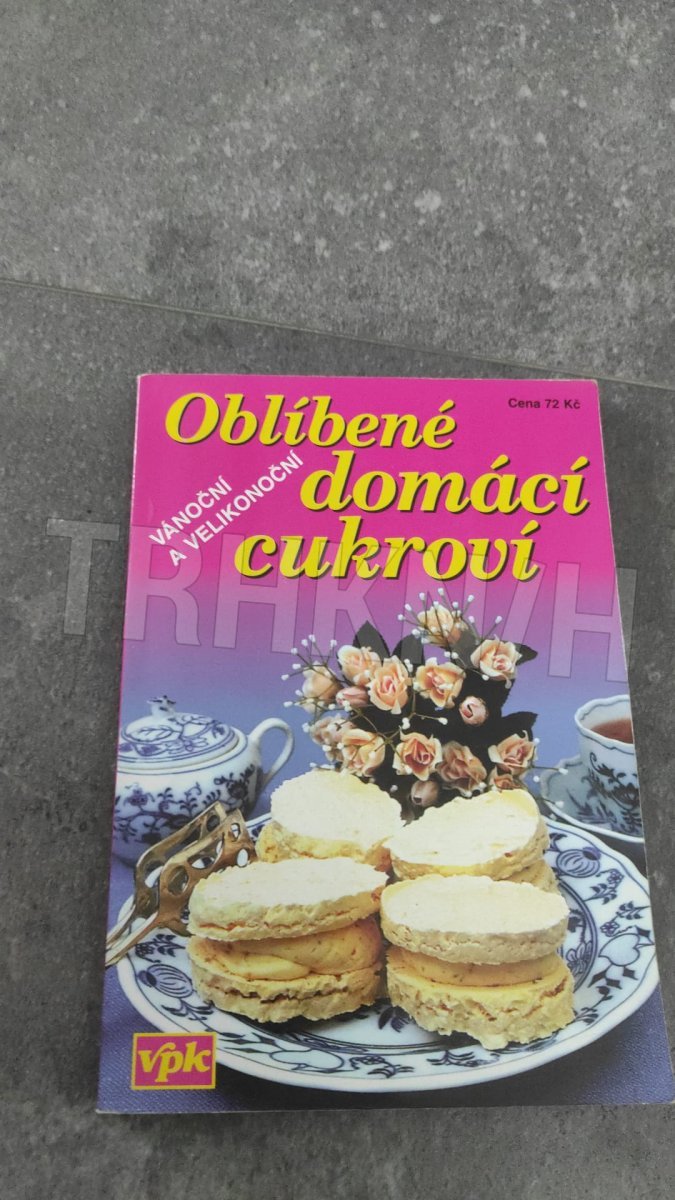 Cena 72 Kč
Oblíbené
domácí
cukroví
VÁNOČNÍ
A VELIKONOČNÍ
vpk